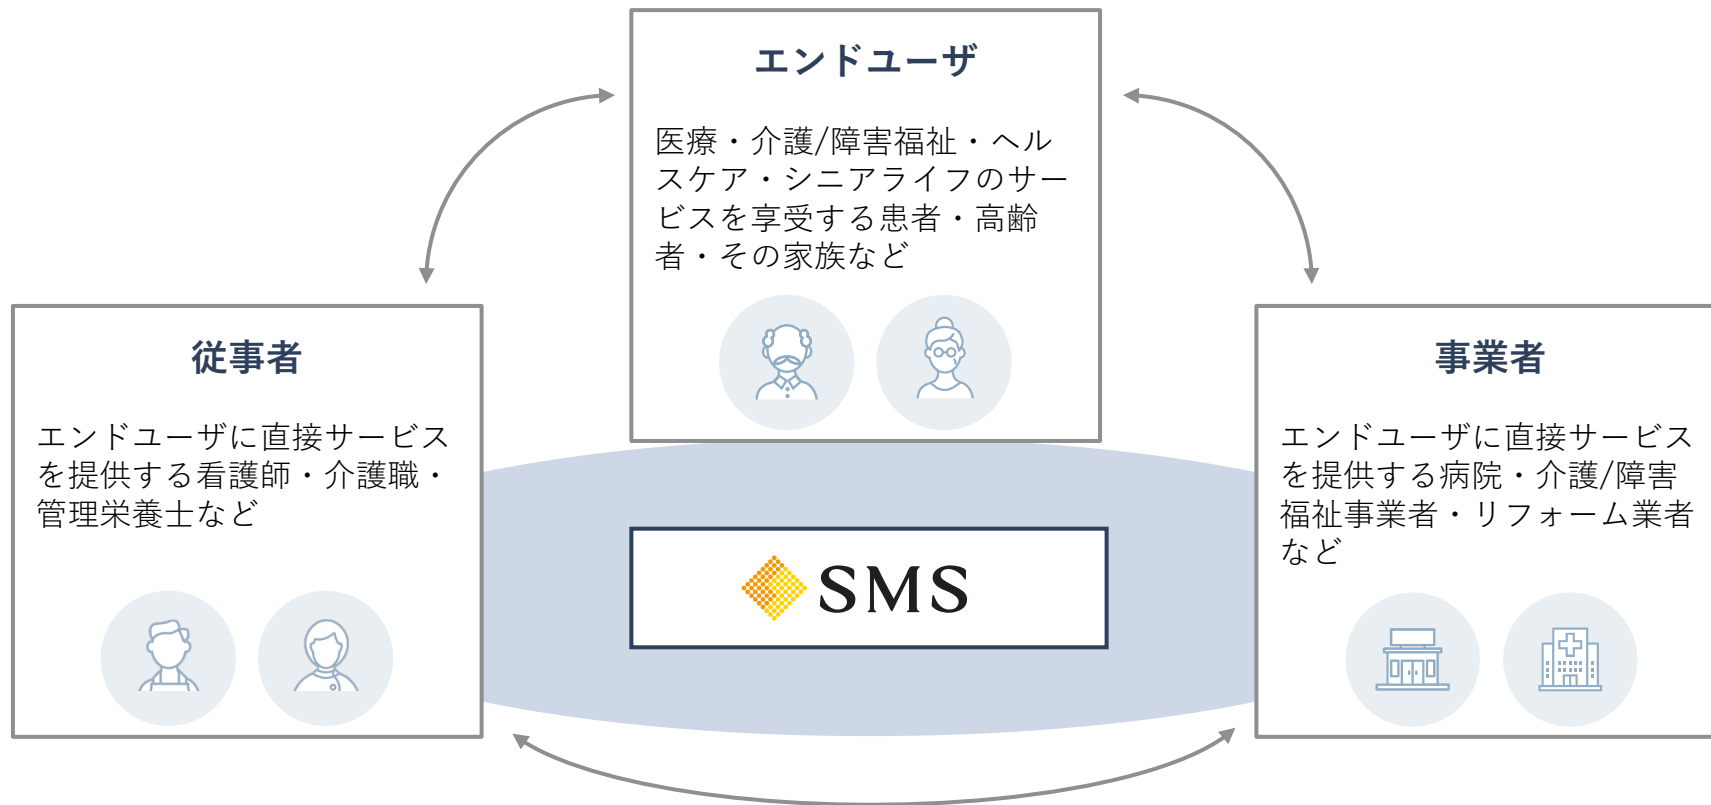 エンドユーザ
医療・介護/障害福祉・ヘル
スケア・シニアライフのサー
ビスを享受する患者・高齢
者・その家族など
従事者
エンドユーザに直接サービス
を提供する看護師・介護職・
管理栄養士など
SMS
事業者
エンドユーザに直接サービス
を提供する病院・介護/障害
福祉事業者・リフォーム業者
など